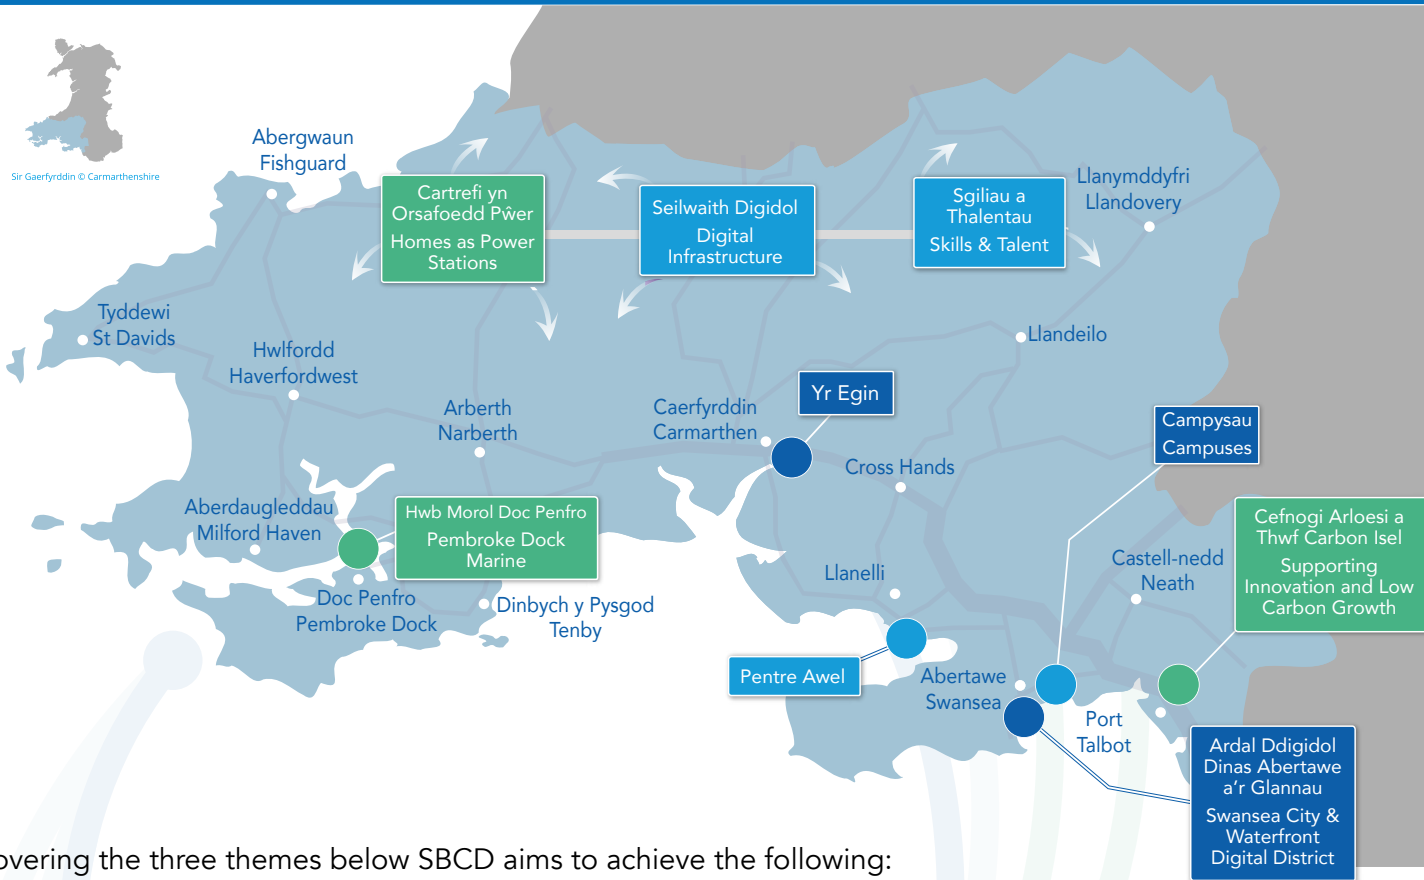 Sir Gaerfyrddin © Carmarthenshire
Abergwaun
Fishguard
Cartrefi yn
Orsafoedd Pŵer
Homes as Power
Stations
Seilwaith Digidol
Digital
Infrastructure
Sgiliau a
Thalentau
Skills & Talent
Llanymddyfri
Llandovery
Tyddewi
St Davids
Hwlfordd
Haverfordwest
Llandeilo
Arberth
Narberth
Caerfyrddin
Carmarthen
Yr Egin
Cross Hands
Campysau
Campuses
Aberdaugleddau
Milford Haven
Hwb Morol Doc Penfro
Pembroke Dock
Marine
Doc Penfro
Pembroke Dock
Dinbych y Pysgod
Tenby
Llanelli
Castell-nedd
Neath
Cefnogi Arloesi a
Thwf Carbon Isel
Supporting
Innovation and Low
Carbon Growth
Pentre Awel
Abertawe
Swansea
Port
Talbot
Ardal Ddigidol
Dinas Abertawe
a'r Glannau
Swansea City &
Waterfront
Digital District
overing the three themes below SBCD aims to achieve the following: